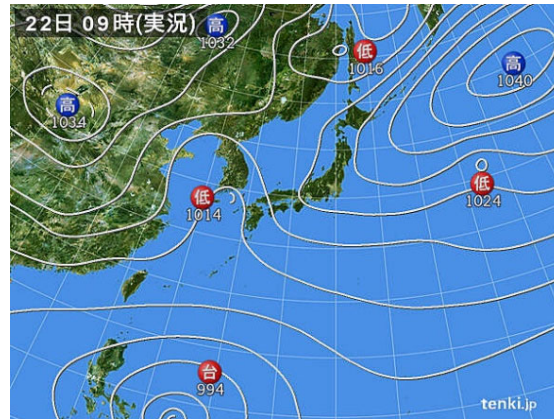 22日 09時(実況)
高
1032
低
1016
高
1040
高
1034
低
1014
低
1024
台
994
tenki.jp